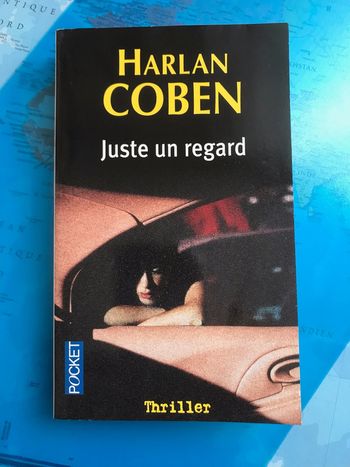 HARLAN
COBEN
Juste un regard
POCKET
Thriller